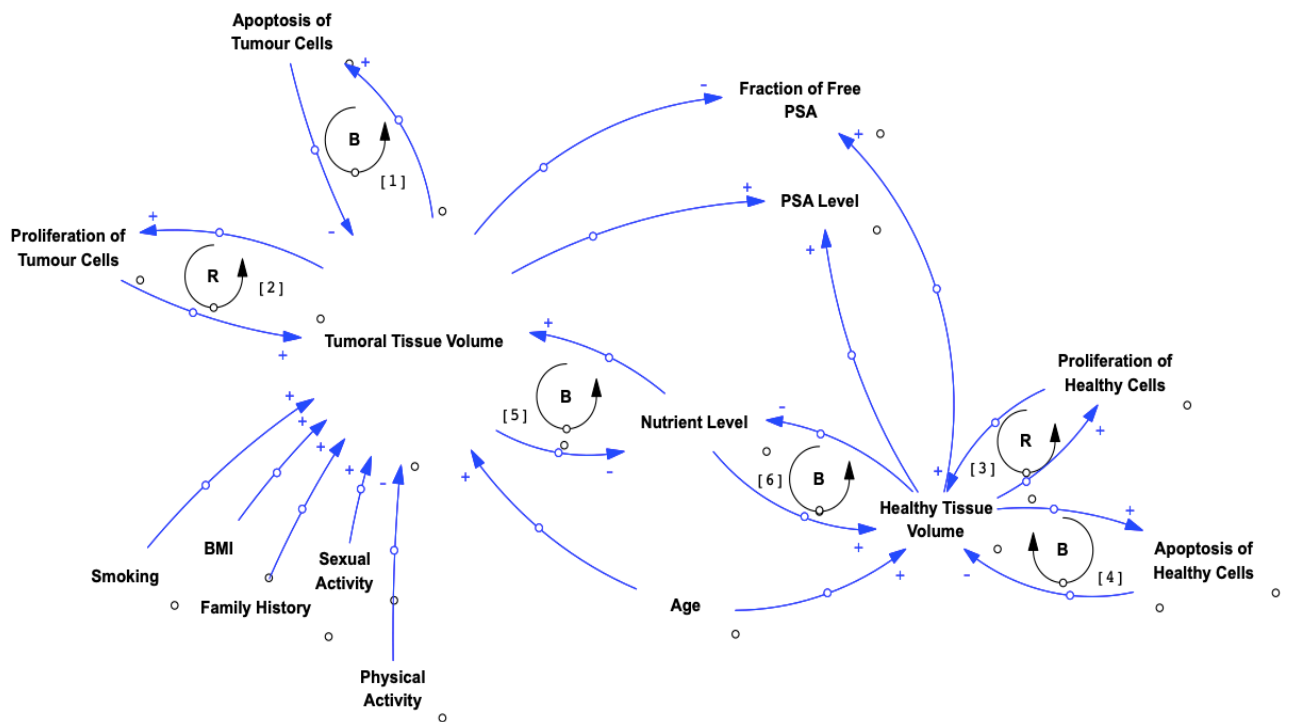 Apoptosis of
Tumour Cells
+
-
B
[1]
Fraction of Free
PSA
-
+
PSA Level
+
+
Proliferation of
Tumour Cells
+
+
R
[2]
Tumoral Tissue Volume
+
B
[5]
-
Nutrient Level
-
+
B
[6]
Proliferation of
Healthy Cells
+
+
R
[3]
Healthy Tissue
Volume
+
-
B
[4]
Apoptosis of
Healthy Cells
+
+
+
+
-
+
+
Smoking
BMI
Family History
Sexual
Activity
Physical
Activity
Age